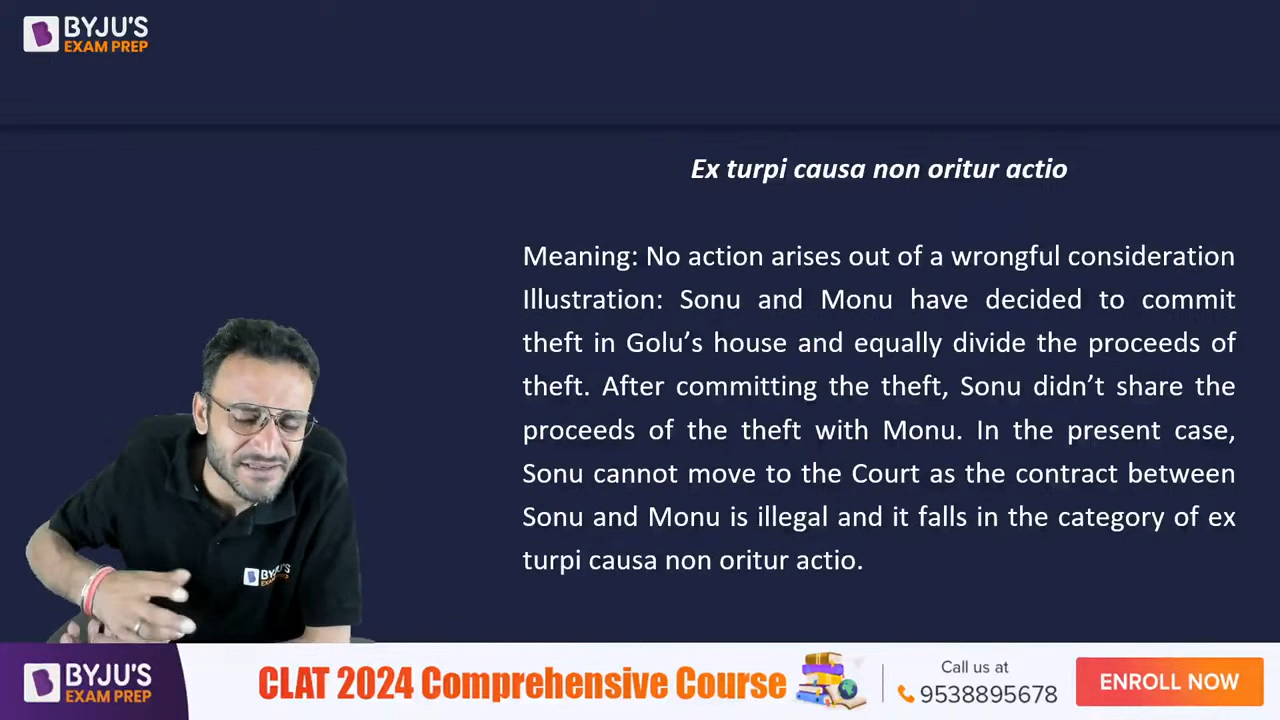 BYJU'S
EXAM PREP
Ex turpi causa non oritur actio
Meaning: No action arises out of a wrongful consideration
Illustration: Sonu and Monu have decided to commit
theft in Golu’s house and equally divide the proceeds of
theft. After committing the theft, Sonu didn’t share the
proceeds of the theft with Monu. In the present case,
Sonu cannot move to the Court as the contract between
Sonu and Monu is illegal and it falls in the category of ex
turpi causa non oritur actio.
BYJU'S
EXAM PREP
BYJU'S
EXAM PREP
CLAT 2024 Comprehensive Course
Call us at
9538895678
ENROLL NOW